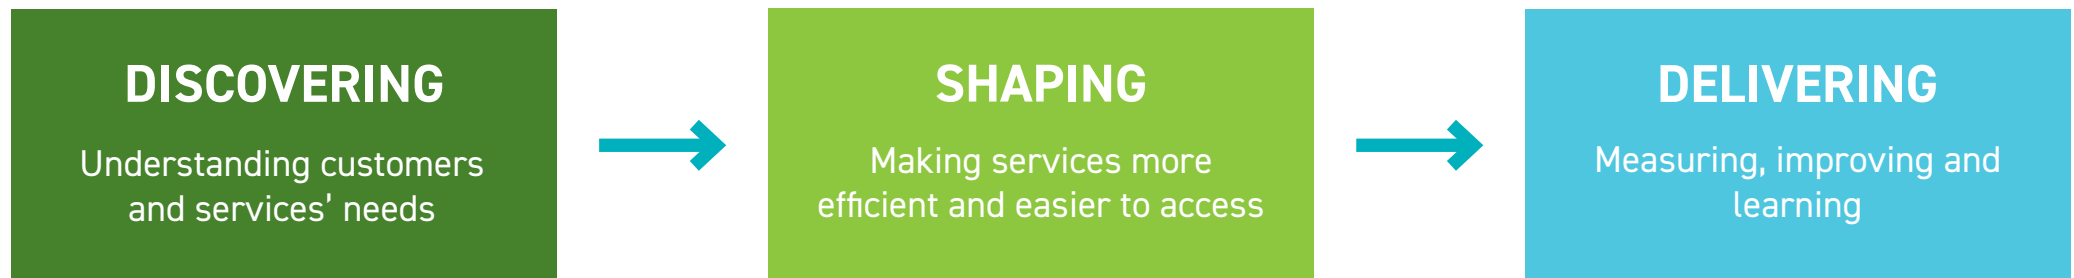 DISCOVERING
Understanding customers
and services’ needs
SHAPING
Making services more
efficient and easier to access
DELIVERING
Measuring, improving and
learning